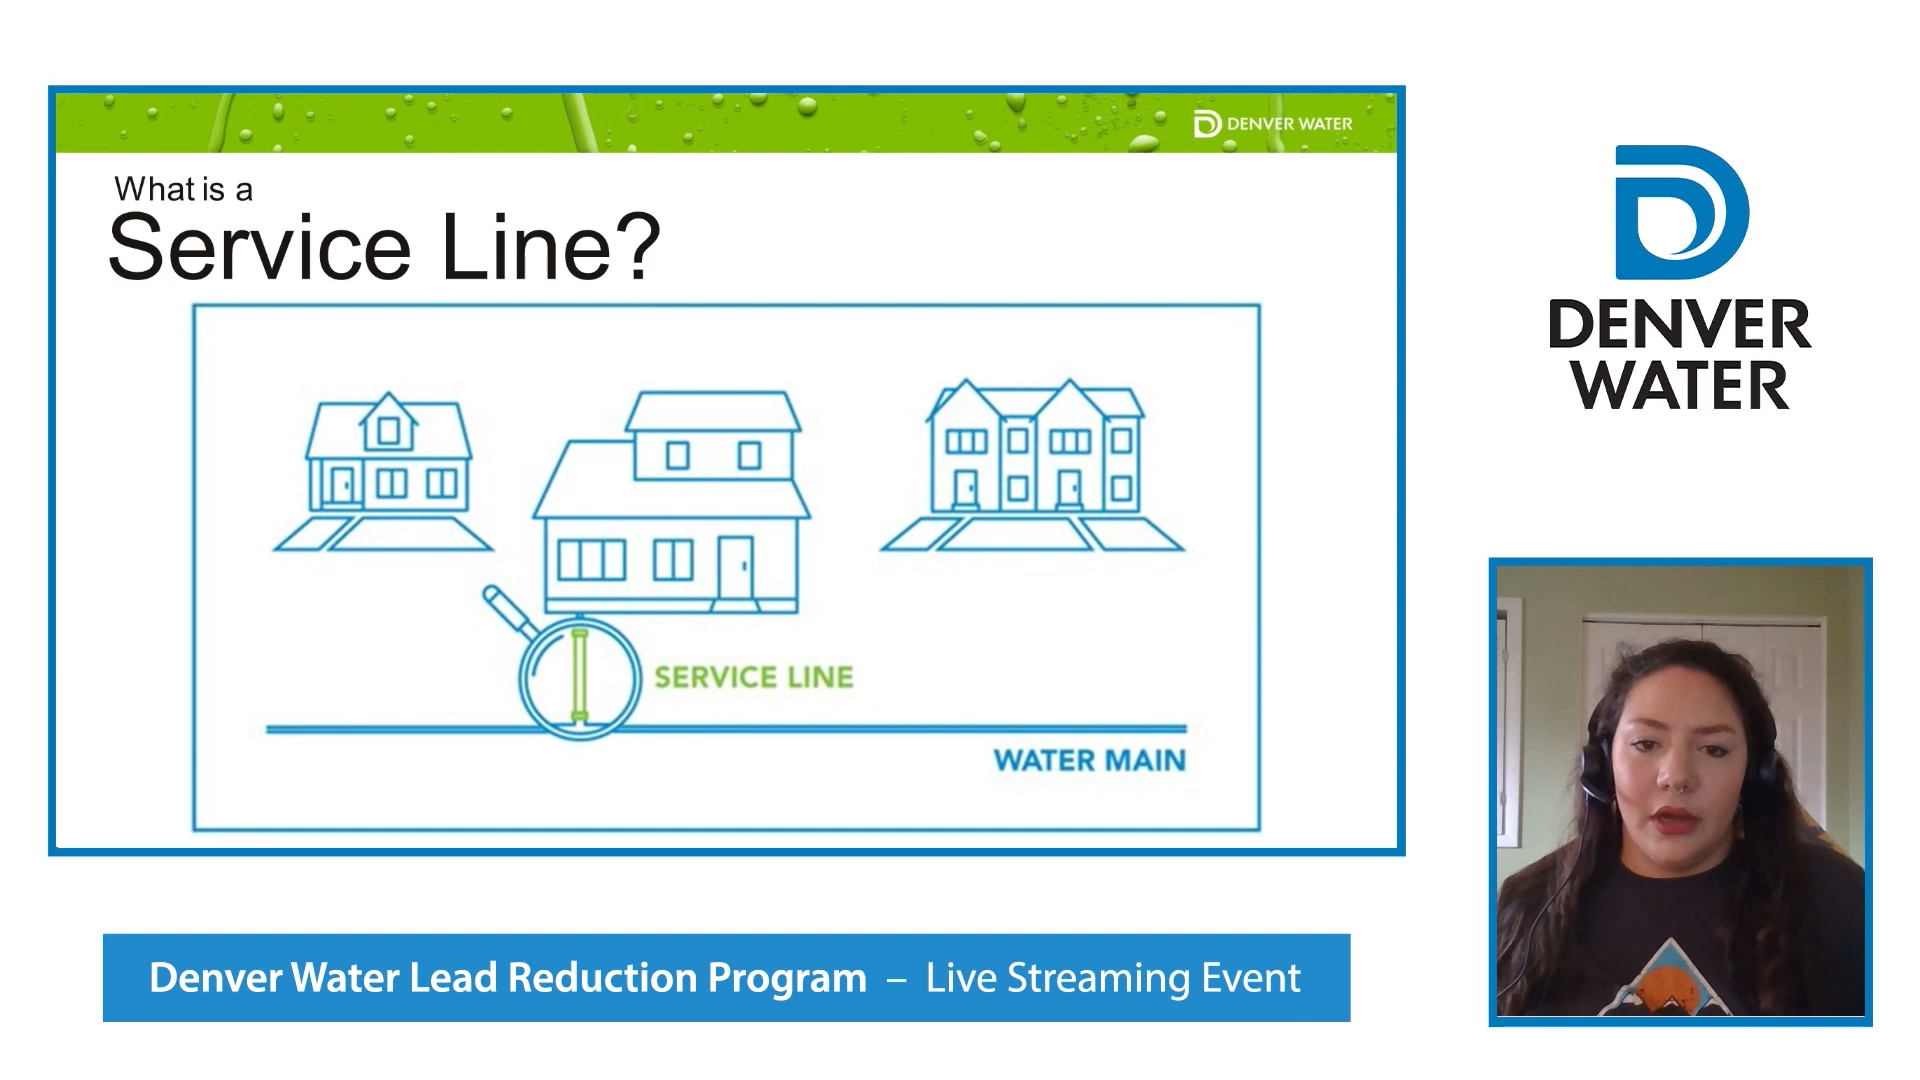 DENVER WATER
What is a
Service Line?
SERVICE LINE
WATER MAIN
DENVER
WATER
Denver Water Lead Reduction Program – Live Streaming Event